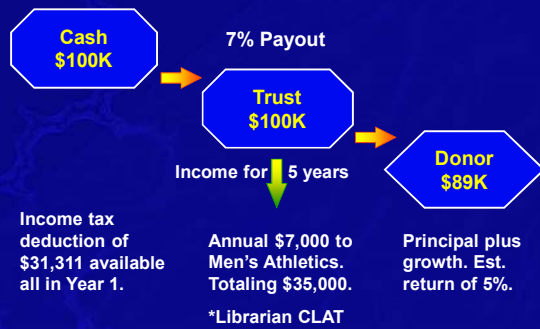 Cash
$100K
7% Payout
Trust
$100K
Donor
$89K
Income for 5 years
Income tax
deduction of
$31,311 available
all in Year 1.
Annual $7,000 to
Men's Athletics.
Totaling $35,000.
*Librarian CLAT
Principal plus
growth. Est.
return of 5%.